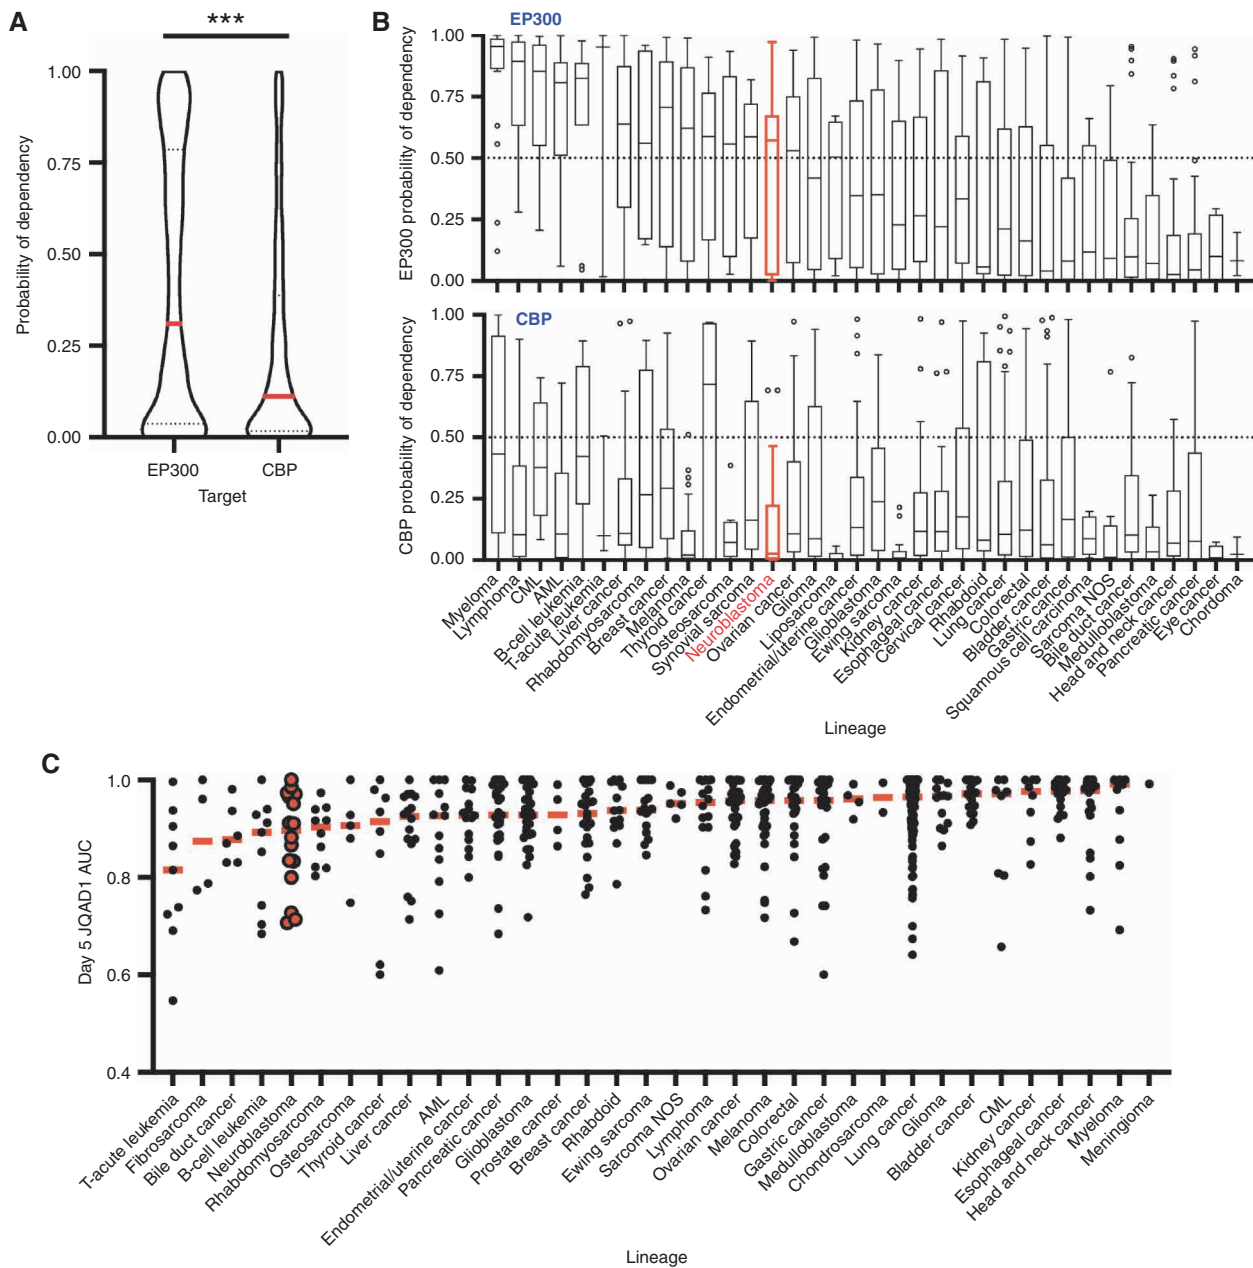 A
***
1.00
0.75
0.50
0.25
0.00
Probability of dependency
EP300
CBP
Target
B
EP300
1.00
0.75
0.50
0.25
0.00
EP300 probability of dependency
CBP
1.00
0.75
0.50
0.25
0.00
CBP probability of dependency
Myeloma
Lymphoma
CML
AML
B-cell leukemia
T-acute leukemia
Liver cancer
Rhabdomyosarcoma
Breast cancer
Melanoma
Thyroid cancer
Osteosarcoma
Synovial sarcoma
Neuroblastoma
Ovarian cancer
Glioma
Liposarcoma
Endometrial/uterine cancer
Glioblastoma
Ewing sarcoma
Kidney cancer
Esophageal cancer
Cervical cancer
Rhabdoid
Lung cancer
Colorectal
Bladder cancer
Gastric cancer
Squamous cell carcinoma
Sarcoma NOS
Bile duct cancer
Medulloblastoma
Head and neck cancer
Pancreatic cancer
Eye cancer
Chordoma
Lineage
C
1.0
0.8
0.6
0.4
Day 5 JQAD1 AUC
T-acute leukemia
Fibrosarcoma
Bile duct cancer
B-cell leukemia
Neuroblastoma
Rhabdomyosarcoma
Osteosarcoma
Thyroid cancer
Liver cancer
AML
Endometrial/uterine cancer
Pancreatic cancer
Glioblastoma
Prostate cancer
Breast cancer
Rhabdoid
Ewing sarcoma
Sarcoma NOS
Lymphoma
Ovarian cancer
Melanoma
Colorectal
Gastric cancer
Medulloblastoma
Chondrosarcoma
Lung cancer
Glioma
Bladder cancer
CML
Kidney cancer
Esophageal cancer
Head and neck cancer
Myeloma
Meningioma
Lineage